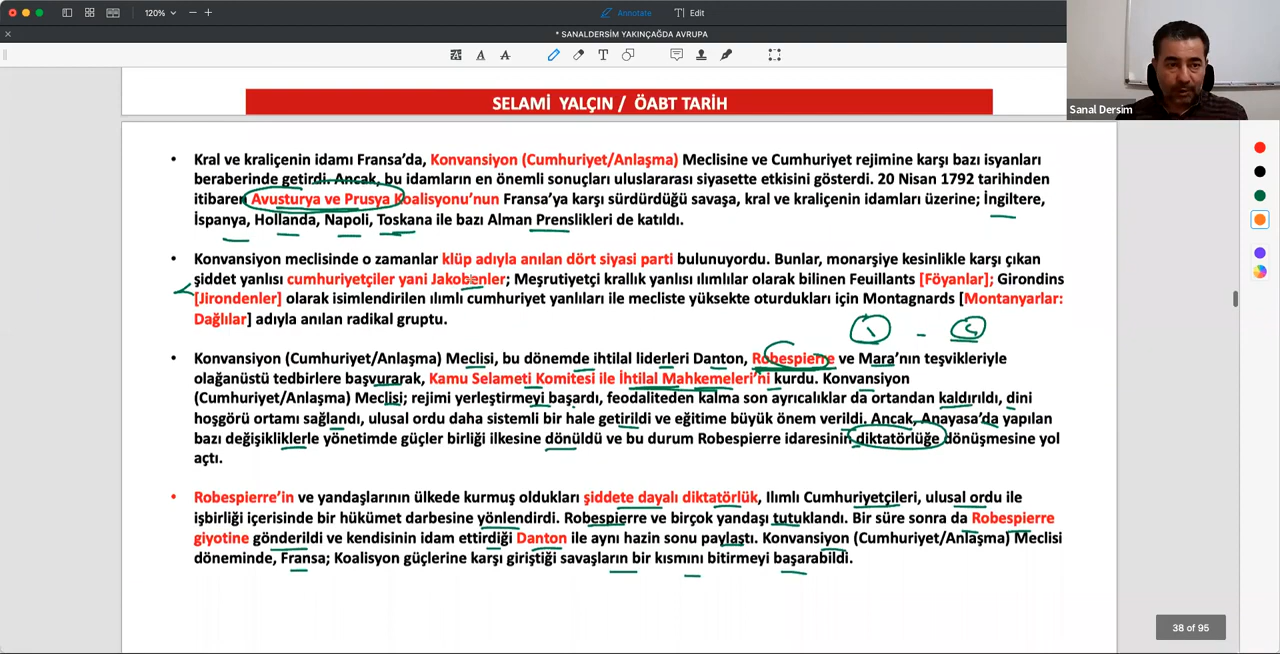 120%
Annotate
Edit
* SANALDERSİM YAKINÇAĞDA AVRUPA
Sanal Dersim
SELAMİ YALÇIN / ÖABT TARİH
• Kral ve kraliçenin idamı Fransa’da, Konvansiyon (Cumhuriyet/Anlaşma) Meclisine ve Cumhuriyet rejimine karşı bazı isyanları
beraberinde getirdi. Ancak, bu idamların en önemli sonuçları uluslararası siyasette etkisini gösterdi. 20 Nisan 1792 tarihinden
itibaren Avusturya ve Prusya Koalisyonu’nun Fransa’ya karşı sürdürdüğü savaşa, kral ve kraliçenin idamları üzerine; İngiltere,
İspanya, Hollanda, Napoli, Toskana ile bazı Alman Prenslikleri de katıldı.
• Konvansiyon meclisinde o zamanlar klüp adıyla anılan dört siyasi parti bulunuyordu. Bunlar, monarşiye kesinlikle karşı çıkan
şiddet yanlısı cumhuriyetçiler yani Jakobenler; Meşrutiyetçi krallık yanlısı ılımlılar olarak bilinen Feuillants [Föyanlar]; Girondins
[Jirondenler] olarak isimlendirilen ılımlı cumhuriyet yanlıları ile mecliste yüksekte oturdukları için Montagnards [Montanyarlar:
Dağlılar] adıyla anılan radikal gruptu.
• Konvansiyon (Cumhuriyet/Anlaşma) Meclisi, bu dönemde ihtilal liderleri Danton, Robespierre ve Mara’nın teşvikleriyle
olağanüstü tedbirlere başvurarak, Kamu Selameti Komitesi ile İhtilal Mahkemeleri’ni kurdu. Konvansiyon
(Cumhuriyet/Anlaşma) Meclisi; rejimi yerleştirmeyi başardı, feodaliteden kalma son ayrıcalıklar da ortadan kaldırıldı, dini
hoşgörü ortamı sağlandı, ulusal ordu daha sistemli bir hale getirildi ve eğitime büyük önem verildi. Ancak, Anayasa’da yapılan
bazı değişikliklerle yönetimde güçler birliği ilkesine dönüldü ve bu durum Robespierre idaresinin diktatörlüğe dönüşmesine yol
açtı.
• Robespierre’in ve yandaşlarının ülkede kurmuş oldukları şiddete dayalı diktatörlük, Ilımlı Cumhuriyetçileri, ulusal ordu ile
işbirliği içerisinde bir hükümet darbesine yönlendirdi. Robespierre ve birçok yandaşı tutuklandı. Bir süre sonra da Robespierre
giyotine gönderildi ve kendisinin idam ettirdiği Danton ile aynı hazin sonu paylaştı. Konvansiyon (Cumhuriyet/Anlaşma) Meclisi
döneminde, Fransa; Koalisyon güçlerine karşı giriştiği savaşların bir kısmını bitirmeyi başarabildi.
38 of 95